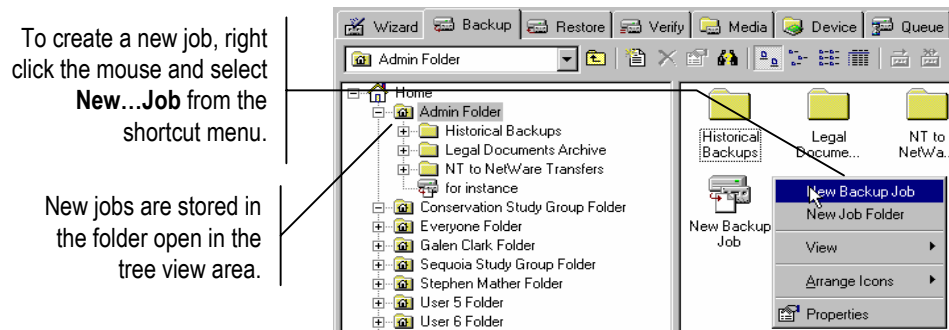 To create a new job, right
click the mouse and select
New…Job from the
shortcut menu.
New jobs are stored in
the folder open in the
tree view area.
Wizard Backup Restore Verify Media Device Queue
Admin Folder
Home
Admin Folder
Historical Backups
Legal Documents Archive
NT to NetWare Transfers
for instance
Conservation Study Group Folder
Everyone Folder
Galen Clark Folder
Sequoia Study Group Folder
Stephen Mather Folder
User 5 Folder
User 6 Folder
Historical
Backups
Legal
Docume...
NT to
NetWa...
New Backup
Job
New Backup Job
New Job Folder
View
Arrange Icons
Properties